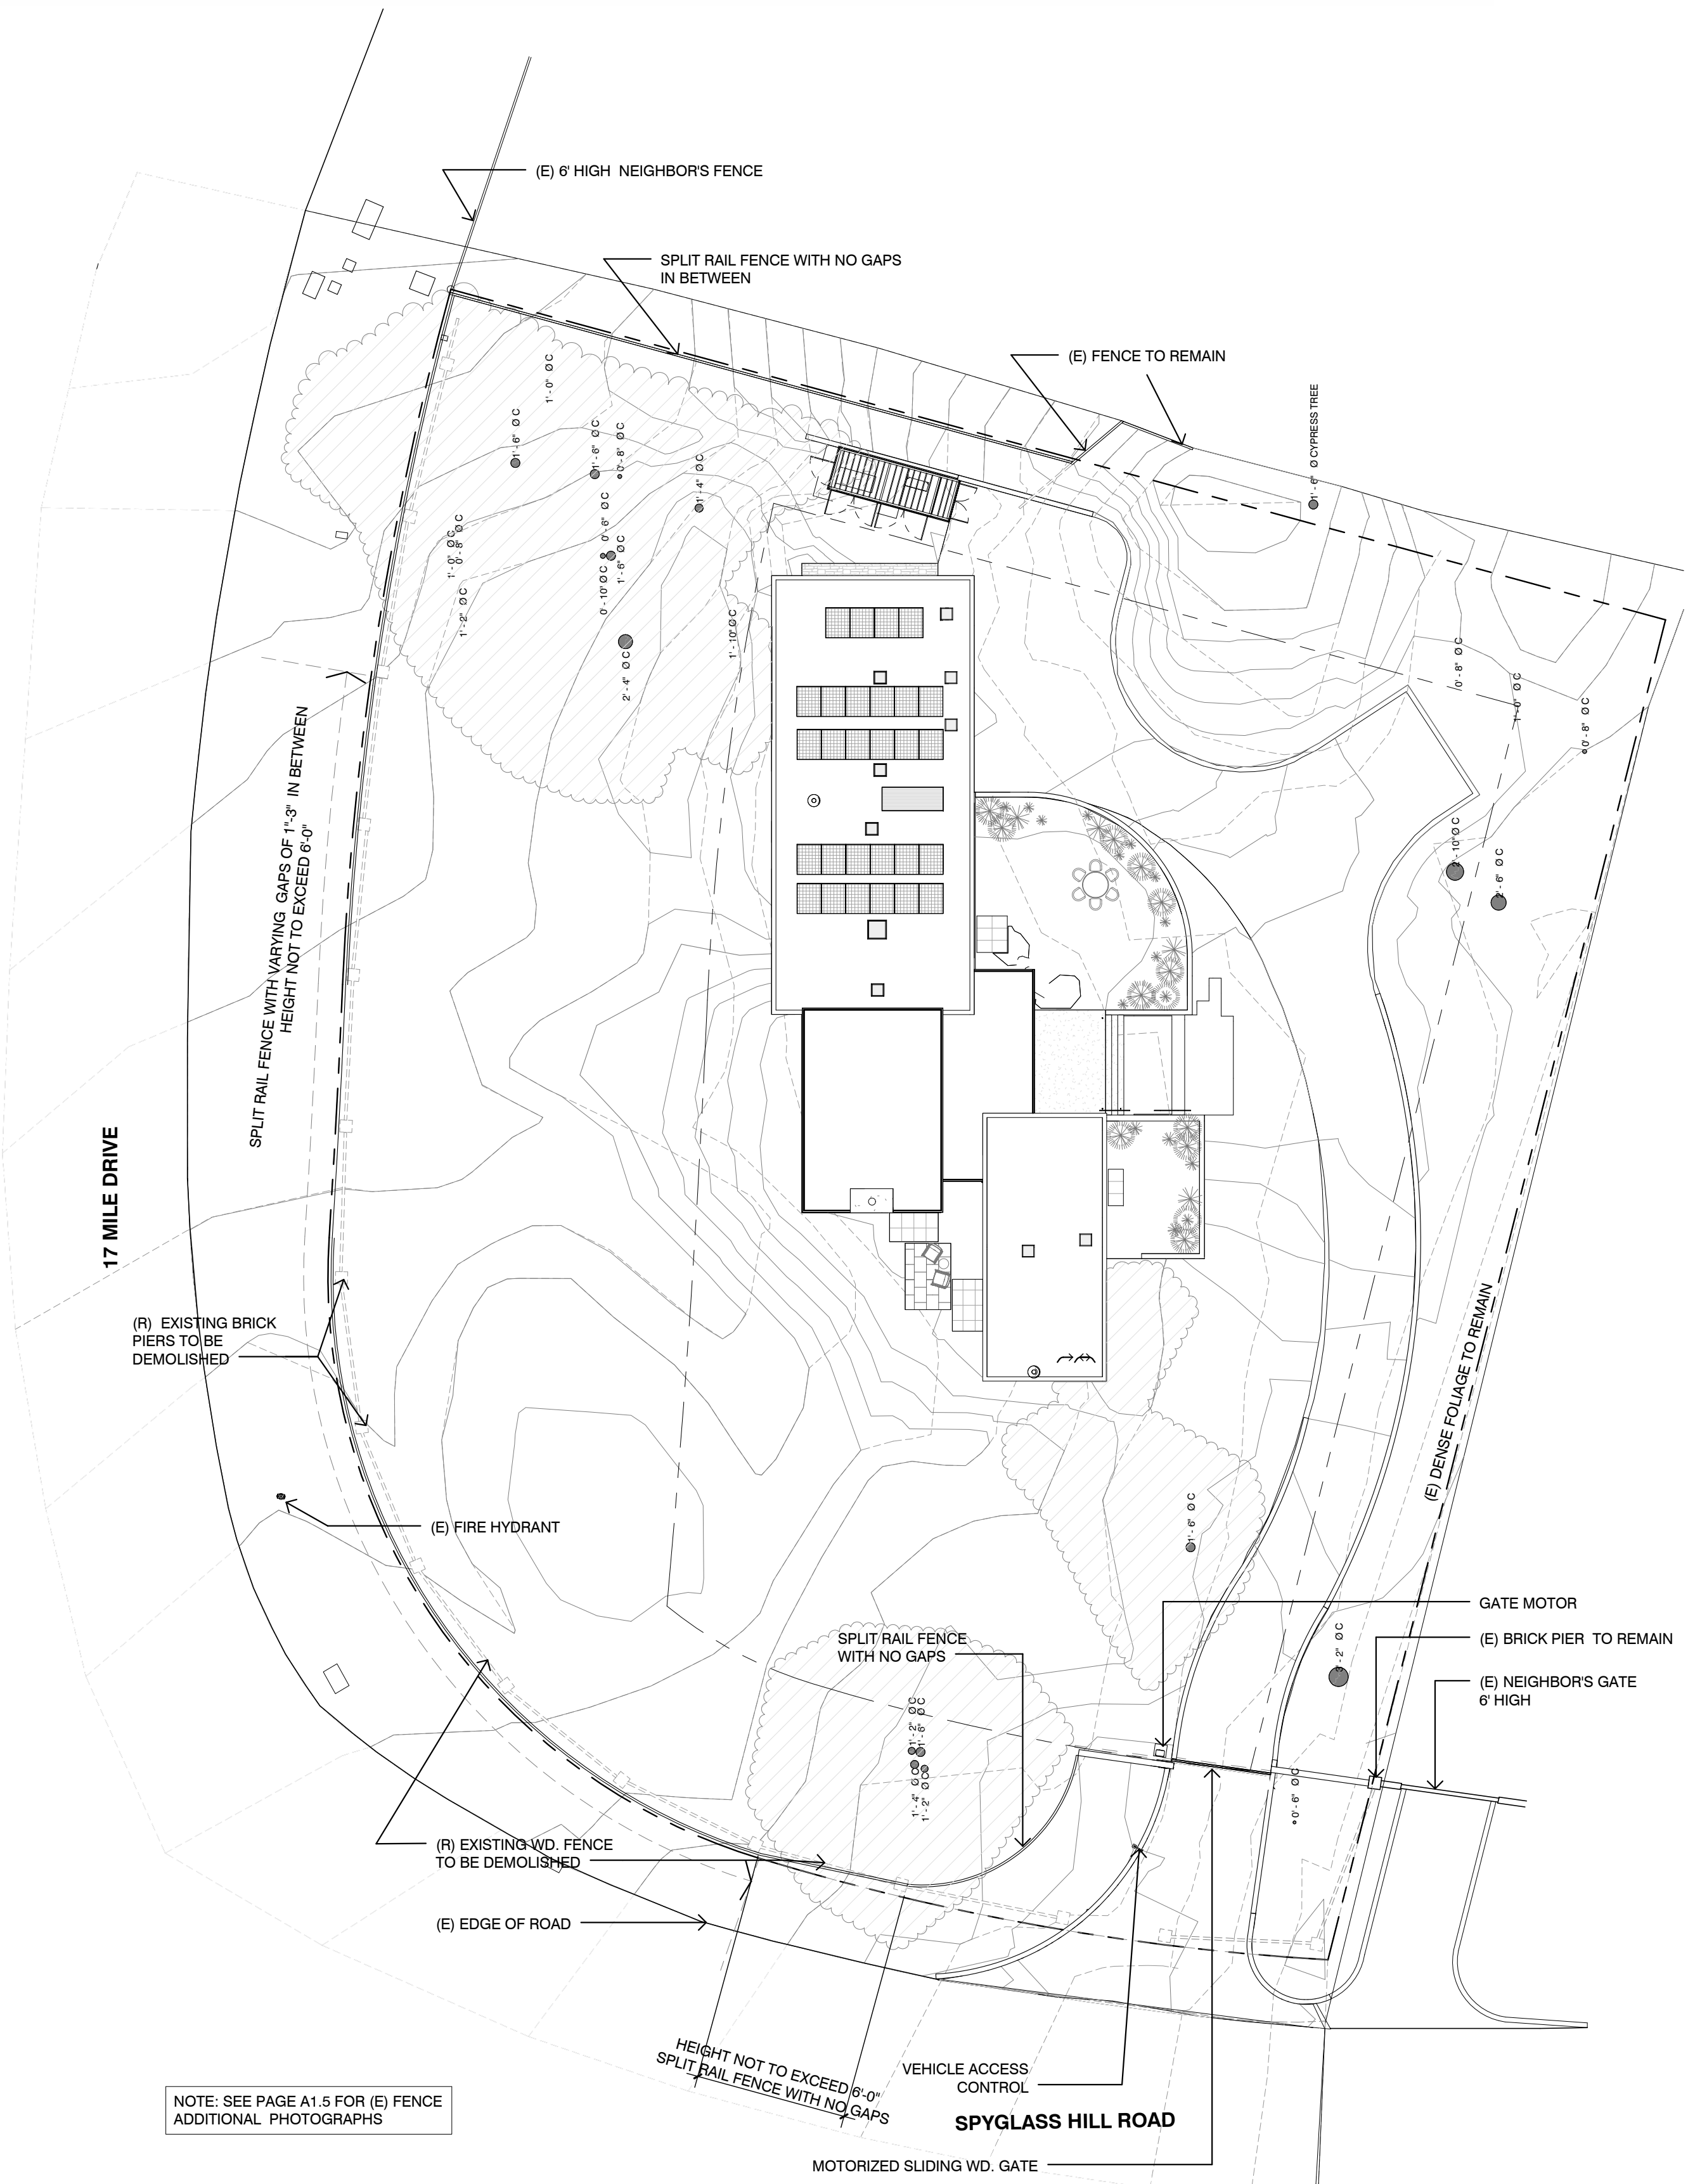 (E) 6' HIGH NEIGHBOR'S FENCE
SPLIT RAIL FENCE WITH NO GAPS
IN BETWEEN
(E) FENCE TO REMAIN
1'- 6" Ø CYPRESS TREE
1'- 0" Ø C
1'- 6" Ø C
1'- 6" Ø C
0'- 8" Ø C
1'- 4" Ø C
0'- 6" Ø C
1'- 0" Ø C
0'- 8" Ø C
0'- 10" Ø C
1'- 6" Ø C
1'- 2" Ø C
1'- 10" Ø C
2'- 4" Ø C
0'- 8" Ø C
1'- 0" Ø C
0'- 8" Ø C
2'- 10" Ø C
2'- 6" Ø C
SPLIT RAIL FENCE WITH VARYING GAPS OF 1"-3" IN BETWEEN
HEIGHT NOT TO EXCEED 6'-0"
17 MILE DRIVE
(R) EXISTING BRICK
PIERS TO BE
DEMOLISHED
(E) DENSE FOLIAGE TO REMAIN
(E) FIRE HYDRANT
1'- 6" Ø C
GATE MOTOR
(E) BRICK PIER TO REMAIN
(E) NEIGHBOR'S GATE
6' HIGH
3'- 2" Ø C
SPLIT RAIL FENCE
WITH NO GAPS
1'- 2" Ø C
1'- 6" Ø C
1'- 4" Ø C
1'- 2" Ø C
0'- 6" Ø C
(R) EXISTING WD. FENCE
TO BE DEMOLISHED
(E) EDGE OF ROAD
HEIGHT NOT TO EXCEED 6'-0"
SPLIT RAIL FENCE WITH NO GAPS
VEHICLE ACCESS
CONTROL
SPYGLASS HILL ROAD
MOTORIZED SLIDING WD. GATE
NOTE: SEE PAGE A1.5 FOR (E) FENCE
ADDITIONAL PHOTOGRAPHS